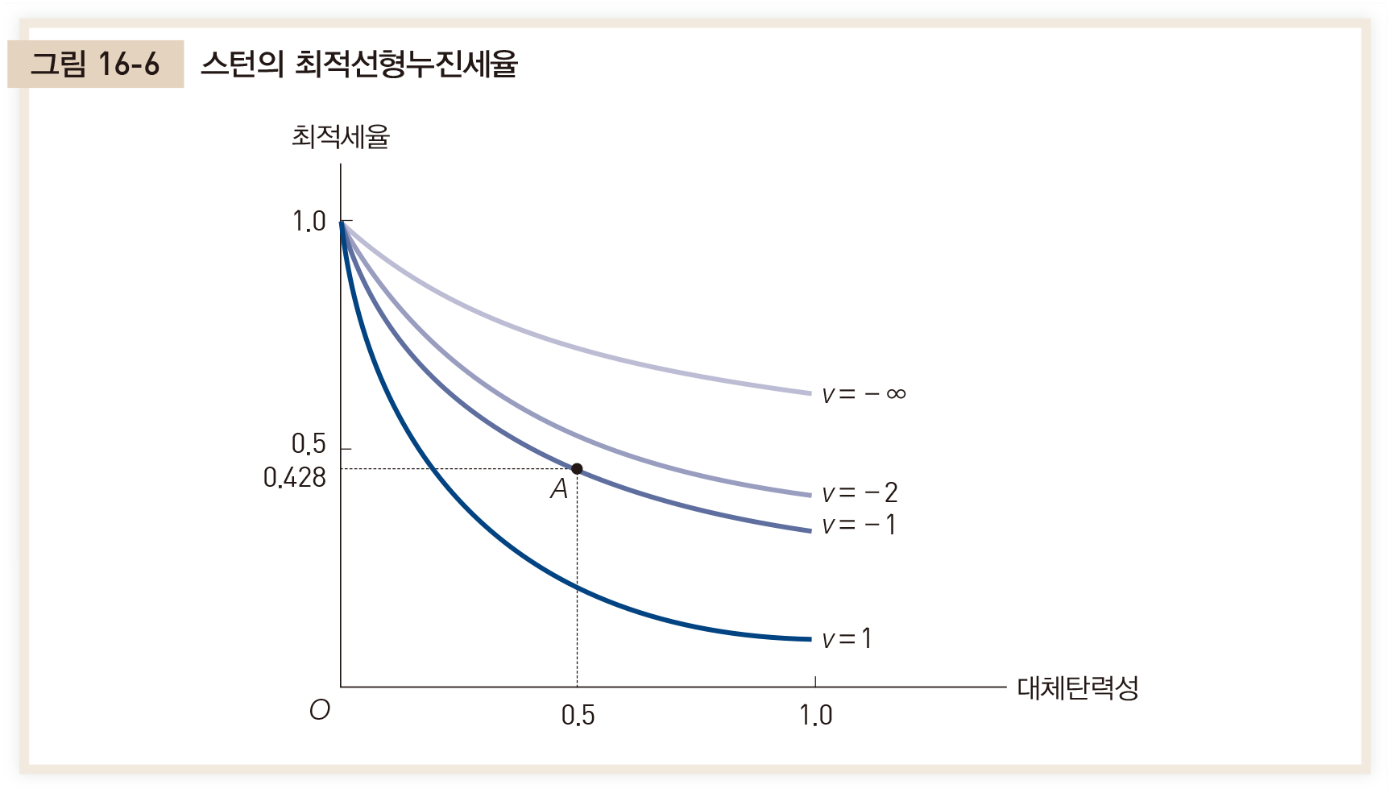 그림 16-6 스턴의 최적선형누진세율
최적세율
1.0
v = -∞
0.5
0.428
A
v = -2
v = -1
v = 1
대체탄력성
O
0.5
1.0